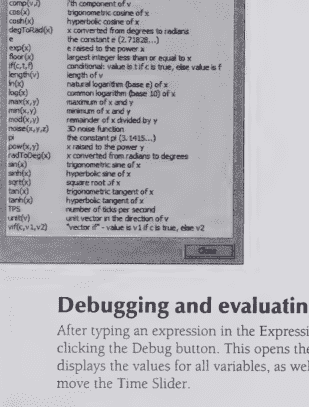 comp(v,i) i'th component of v
cos(x) trigonometric cosine of x
cosh(x) hyperbolic cosine of x
degToRad(x) x converted from degrees to radians
e the constant e (2.71828...)
exp(x) e raised to the power x
floor(x) largest integer less than or equal to x
if(c,t,f) conditional: value is t if c is true, else value is f
length(v) length of v
ln(x) natural logarithm (base e) of x
log(x) common logarithm (base 10) of x
max(x,y) maximum of x and y
min(x,y) minimum of x and y
mod(x,y) remainder of x divided by y
noise(x,y,z) 3D noise function
pi the constant pi (3.1415...)
pow(x,y) x raised to the power y
radToDeg(x) x converted from radians to degrees
sin(x) trigonometric sine of x
sinh(x) hyperbolic sine of x
sqrt(x) square root of x
tan(x) trigonometric tangent of x
tanh(x) hyperbolic tangent of x
TPS number of ticks per second
unit(v) unit vector in the direction of v
vif(c,v1,v2) "vector if" - value is v1 if c is true, else v2
Close
Debugging and evaluatin
After typing an expression in the Expressi
clicking the Debug button. This opens the
displays the values for all variables, as wel
move the Time Slider.